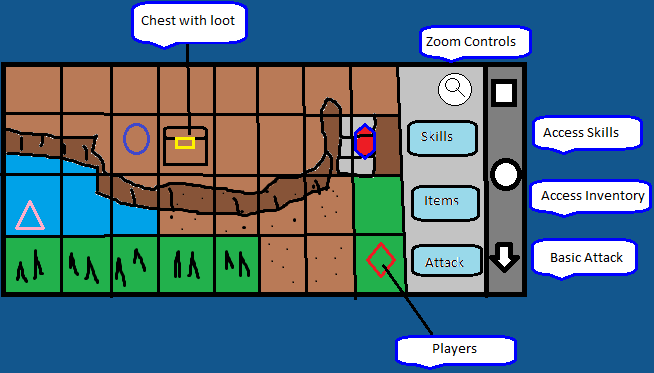 Chest with loot
Zoom Controls
Skills
Access Skills
Items
Access Inventory
Attack
Basic Attack
Players